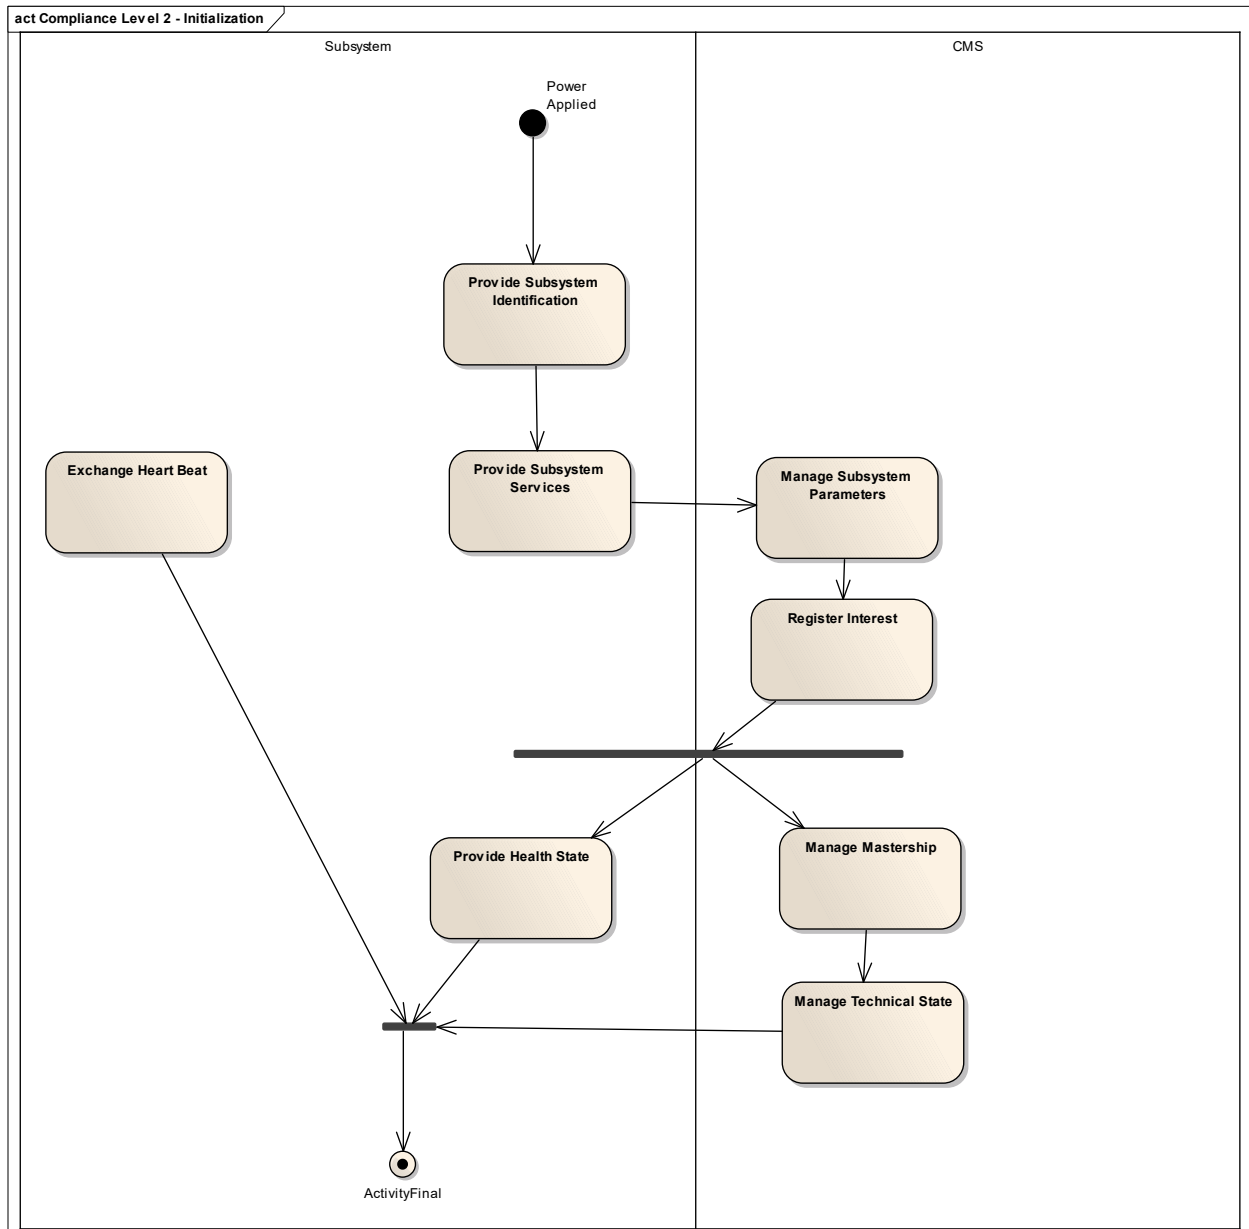 act Compliance Level 2 - Initialization
Subsystem
CMS
Power
Applied
Provide Subsystem
Identification
Exchange Heart Beat
Provide Subsystem
Services
Manage Subsystem
Parameters
Register Interest
Provide Health State
Manage Mastership
Manage Technical State
ActivityFinal